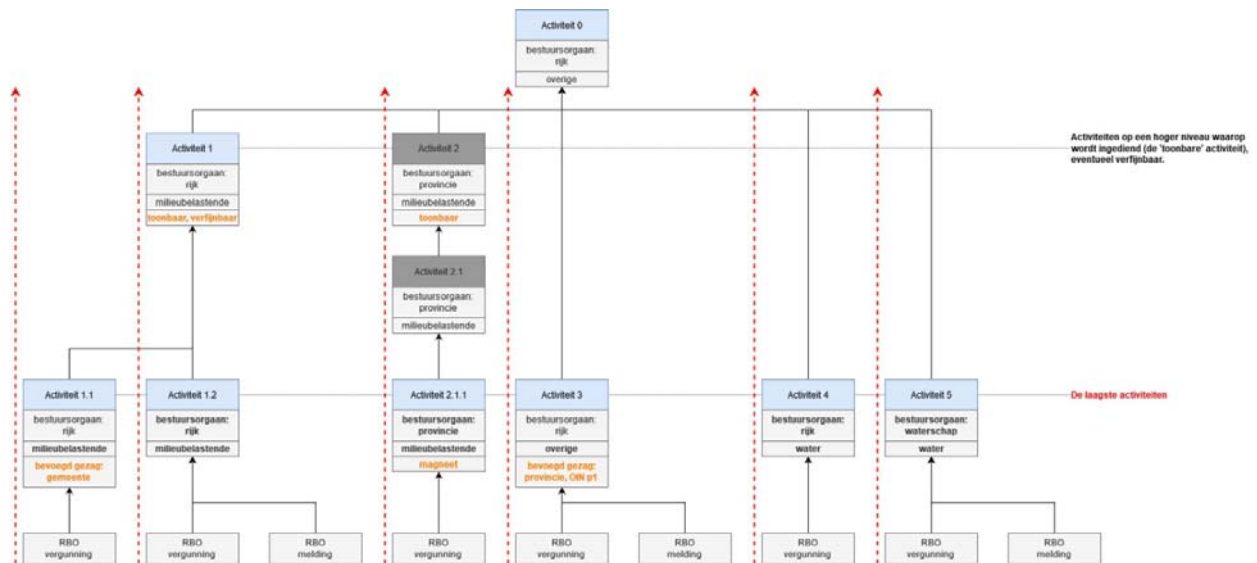 Activiteit 0
bestuursorgaan:
rijk
overige
Activiteit 1
bestuursorgaan:
rijk
milieubelastende
toonbaar, verfijnbaar
Activiteit 2
bestuursorgaan:
provincie
milieubelastende
toonbaar
Activiteiten op een hoger niveau waarop
wordt ingediend (de 'toonbare' activiteit),
eventueel verfijnbaar.
Activiteit 2.1
bestuursorgaan:
provincie
milieubelastende
Activiteit 1.1
bestuursorgaan:
rijk
milieubelastende
bevoegd gezag:
gemeente
Activiteit 1.2
bestuursorgaan:
rijk
milieubelastende
Activiteit 2.1.1
bestuursorgaan:
provincie
milieubelastende
magneet
Activiteit 3
bestuursorgaan:
rijk
overige
bevoegd gezag:
provincie, OIN p1
Activiteit 4
bestuursorgaan:
rijk
water
Activiteit 5
bestuursorgaan:
waterschap
water
De laagste activiteiten
RBO
vergunning
RBO
vergunning
RBO
melding
RBO
vergunning
RBO
vergunning
RBO
melding
RBO
vergunning
RBO
vergunning
RBO
melding